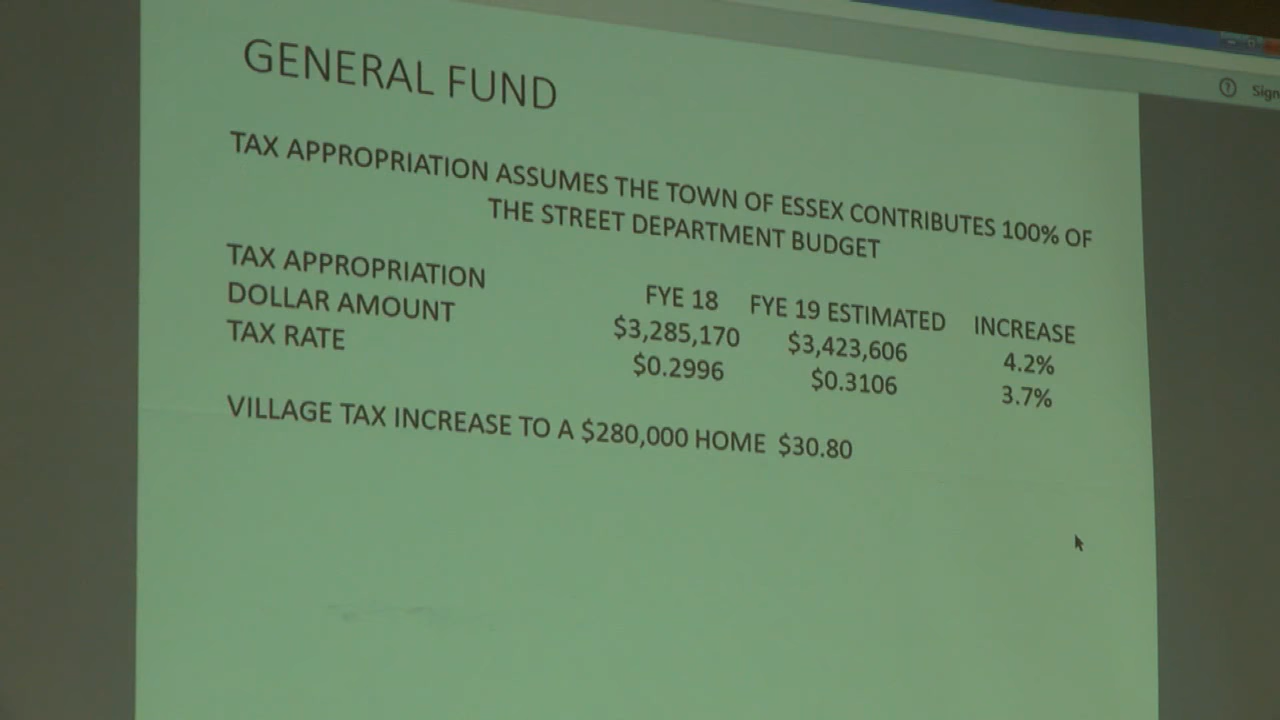 Sign
GENERAL FUND
TAX APPROPRIATION ASSUMES THE TOWN OF ESSEX CONTRIBUTES 100% OF
THE STREET DEPARTMENT BUDGET
TAX APPROPRIATION FYE 18 FYE 19 ESTIMATED INCREASE
DOLLAR AMOUNT $3,285,170 $3,423,606 4.2%
TAX RATE $0.2996 $0.3106 3.7%
VILLAGE TAX INCREASE TO A $280,000 HOME $30.80